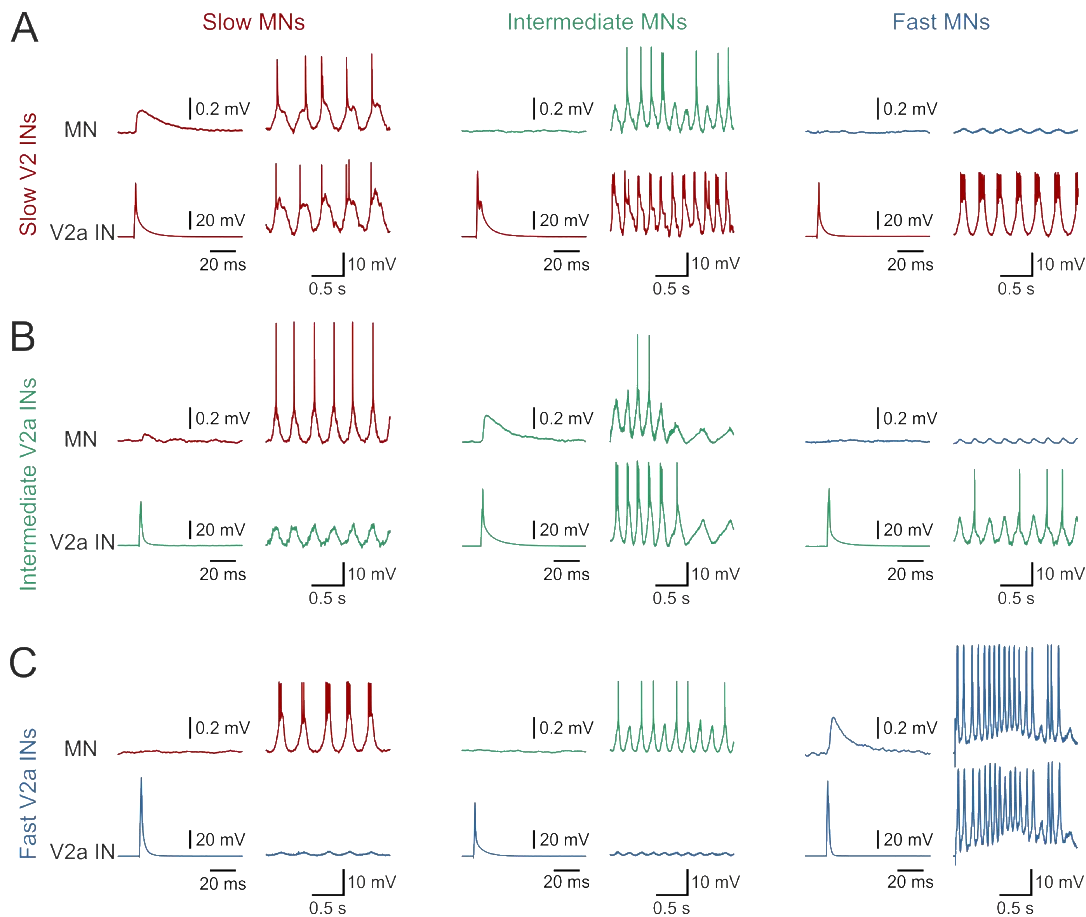 A
Slow MNs
Intermediate MNs
Fast MNs
Slow V2 INs
MN
0.2 mV
0.2 mV
0.2 mV
V2a IN
20 mV
20 mV
20 mV
20 ms
10 mV
20 ms
10 mV
20 ms
10 mV
0.5 s
0.5 s
0.5 s
B
Intermediate V2a INs
MN
0.2 mV
0.2 mV
0.2 mV
V2a IN
20 mV
20 mV
20 mV
20 ms
10 mV
20 ms
10 mV
20 ms
10 mV
0.5 s
0.5 s
0.5 s
C
Fast V2a INs
MN
0.2 mV
0.2 mV
0.2 mV
V2a IN
20 mV
20 mV
20 mV
20 ms
10 mV
20 ms
10 mV
20 ms
10 mV
0.5 s
0.5 s
0.5 s